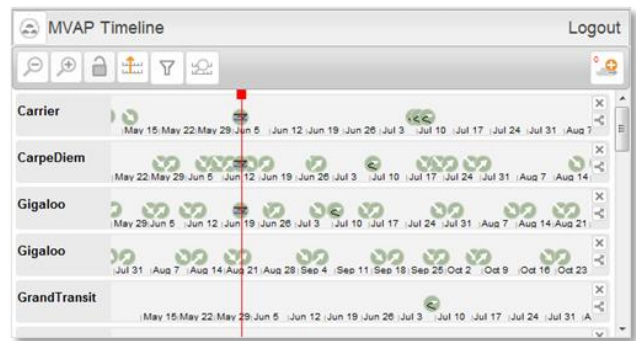 MVAP Timeline Logout
0
Carrier
May 15 May 22 May 29 Jun 5 Jun 12 Jun 19 Jun 26 Jul 3 Jul 10 Jul 17 Jul 24 Jul 31 Aug 7
CarpeDiem
May 22 May 29 Jun 5 Jun 12 Jun 19 Jun 26 Jul 3 Jul 10 Jul 17 Jul 24 Jul 31 Aug 7 Aug 14
Gigaloo
May 29 Jun 5 Jun 12 Jun 19 Jun 26 Jul 3 Jul 10 Jul 17 Jul 24 Jul 31 Aug 7 Aug 14 Aug 21
Gigaloo
Jul 31 Aug 7 Aug 14 Aug 21 Aug 28 Sep 4 Sep 11 Sep 18 Sep 25 Oct 2 Oct 9 Oct 16 Oct 23
GrandTransit
May 15 May 22 May 29 Jun 5 Jun 12 Jun 19 Jun 26 Jul 3 Jul 10 Jul 17 Jul 24 Jul 31 A